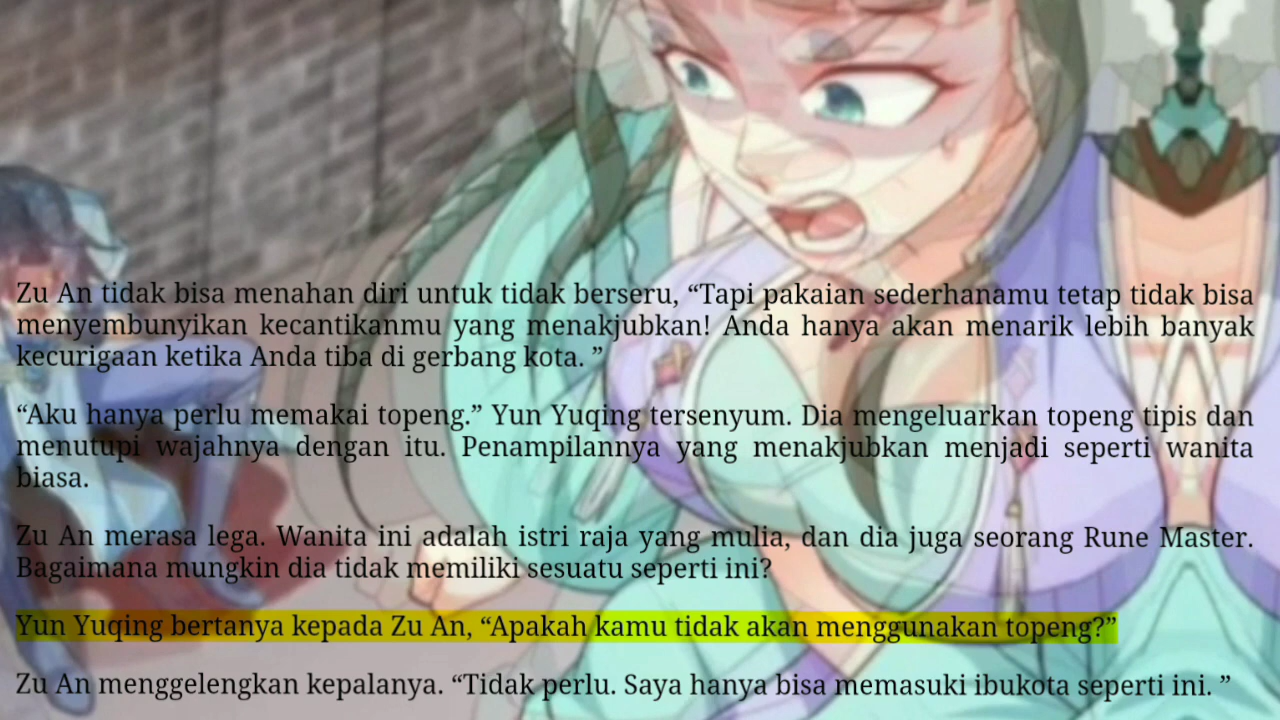 Zu An tidak bisa menahan diri untuk tidak berseru, “Tapi pakaian sederhanamu tetap tidak bisa
menyembunyikan kecantikanmu yang menakjubkan! Anda hanya akan menarik lebih banyak
kecurigaan ketika Anda tiba di gerbang kota. ”
“Aku hanya perlu memakai topeng.” Yun Yuqing tersenyum. Dia mengeluarkan topeng tipis dan
menutupi wajahnya dengan itu. Penampilannya yang menakjubkan menjadi seperti wanita
biasa.
Zu An merasa lega. Wanita ini adalah istri raja yang mulia, dan dia juga seorang Rune Master.
Bagaimana mungkin dia tidak memiliki sesuatu seperti ini?
Yun Yuqing bertanya kepada Zu An, “Apakah kamu tidak akan menggunakan topeng?”
Zu An menggelengkan kepalanya. “Tidak perlu. Saya hanya bisa memasuki ibukota seperti ini. ”